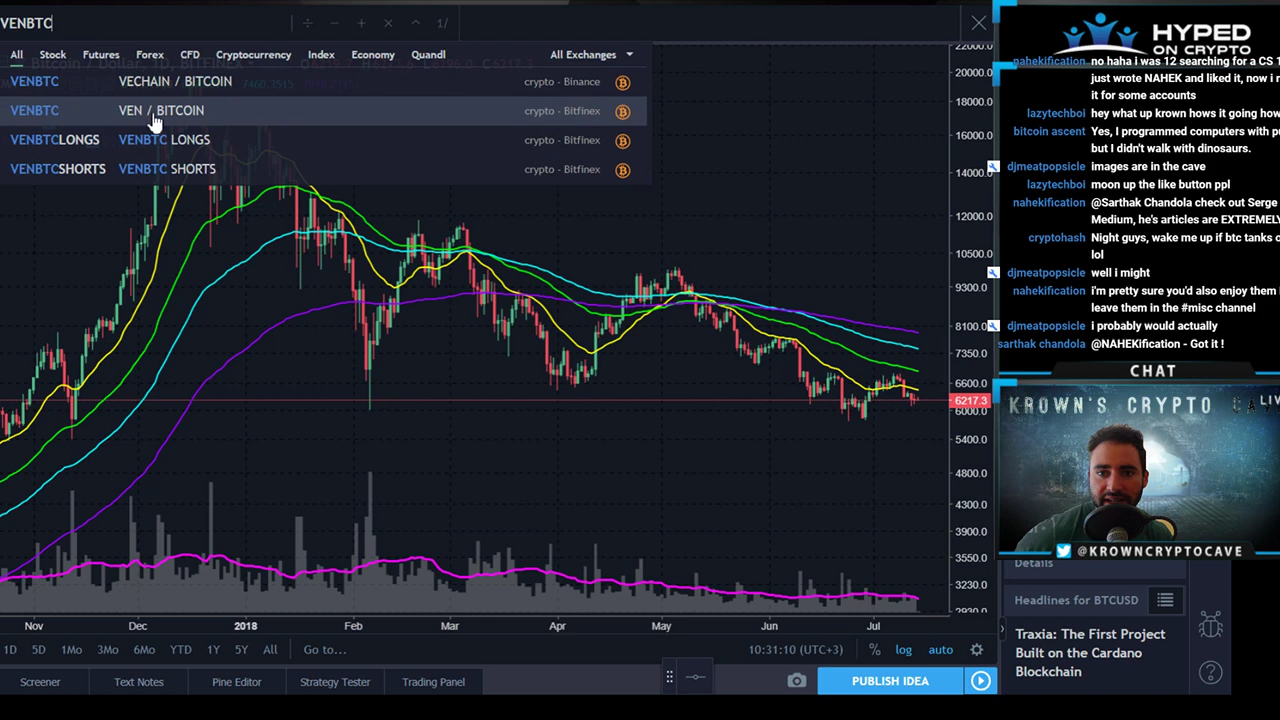 VENBTC
1/
All Stock Futures Forex CFD Cryptocurrency Index Economy Quandl All Exchanges
VENBTC VECHAIN / BITCOIN crypto - Binance
VENBTC VEN / BITCOIN crypto - Bitfinex
VENBTCLONGS VENBTC LONGS crypto - Bitfinex
VENBTCSHORTS VENBTC SHORTS crypto - Bitfinex
22000.0
20000.0
18000.0
16000.0
14000.0
12000.0
10500.0
9300.0
8100.0
7350.0
6600.0
6217.3
6000.0
5400.0
4800.0
4300.0
3900.0
3550.0
3230.0
2930.0
Nov Dec 2018 Feb Mar Apr May Jun Jul
1D 5D 1Mo 3Mo 6Mo YTD 1Y 5Y All Go to... 10:31:10 (UTC+3) % log auto
Screener Text Notes Pine Editor Strategy Tester Trading Panel PUBLISH IDEA
HYPED
ON CRYPTO
nahekification no haha i was 12 searching for a CS 1
just wrote NAHEK and liked it, now i
it for some accounts
lazytechboi hey what up krown hows it going how
bitcoin ascent Yes, I programmed computers with p
but I didn't walk with dinosaurs.
djmeatpopsicle images are in the cave
lazytechboi moon up the like button ppl
nahekification @Sarthak Chandola check out Serge
Medium, he's articles are EXTREMEL
cryptohash Night guys, wake me up if btc tanks
lol
djmeatpopsicle well i might
nahekification i'm pretty sure you'd also enjoy them
leave them in the #misc channel
djmeatpopsicle i probably would actually
sarthak chandola @NAHEKification - Got it !
CHAT
KROWN'S CRYPTO CAVE LIV
@KROWNCRYPTOCAVE
Details
Headlines for BTCUSD
Traxia: The First Project
Built on the Cardano
Blockchain